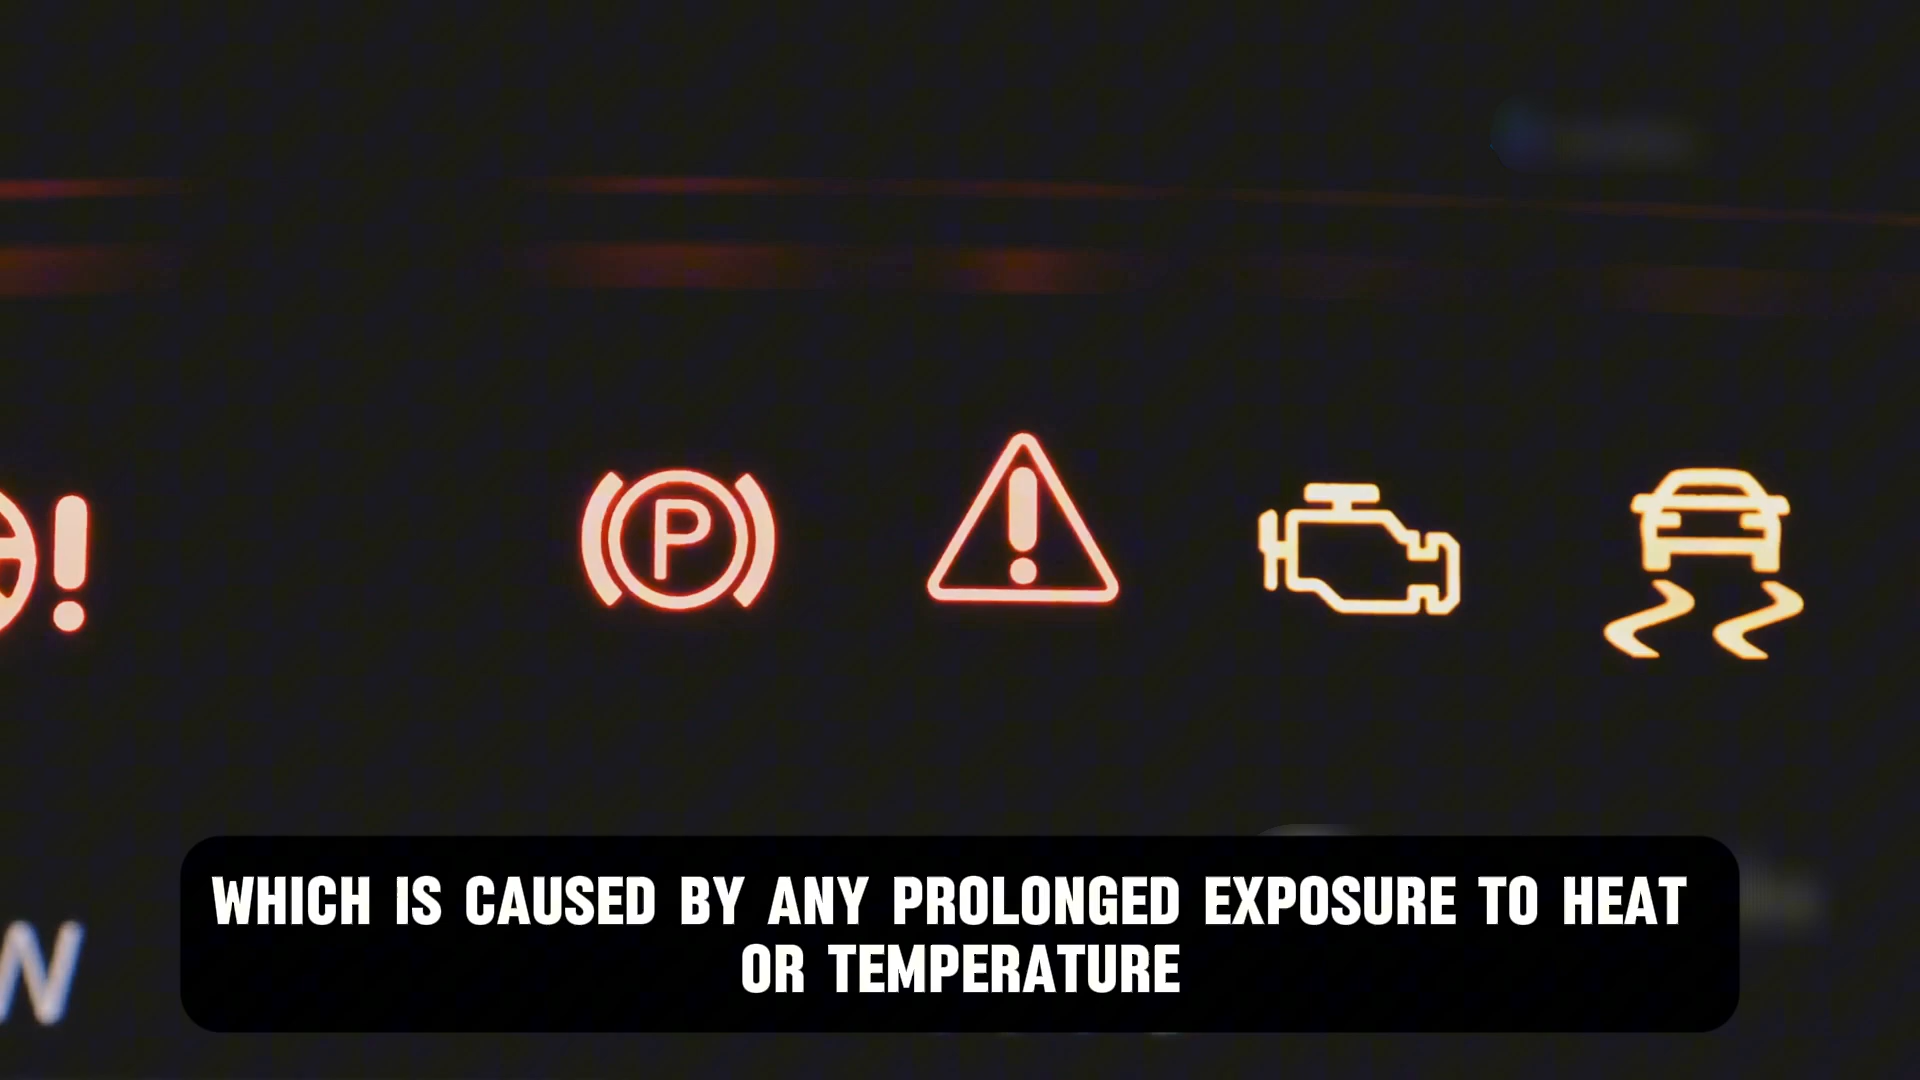 !
P
!
W
WHICH IS CAUSED BY ANY PROLONGED EXPOSURE TO HEAT
OR TEMPERATURE